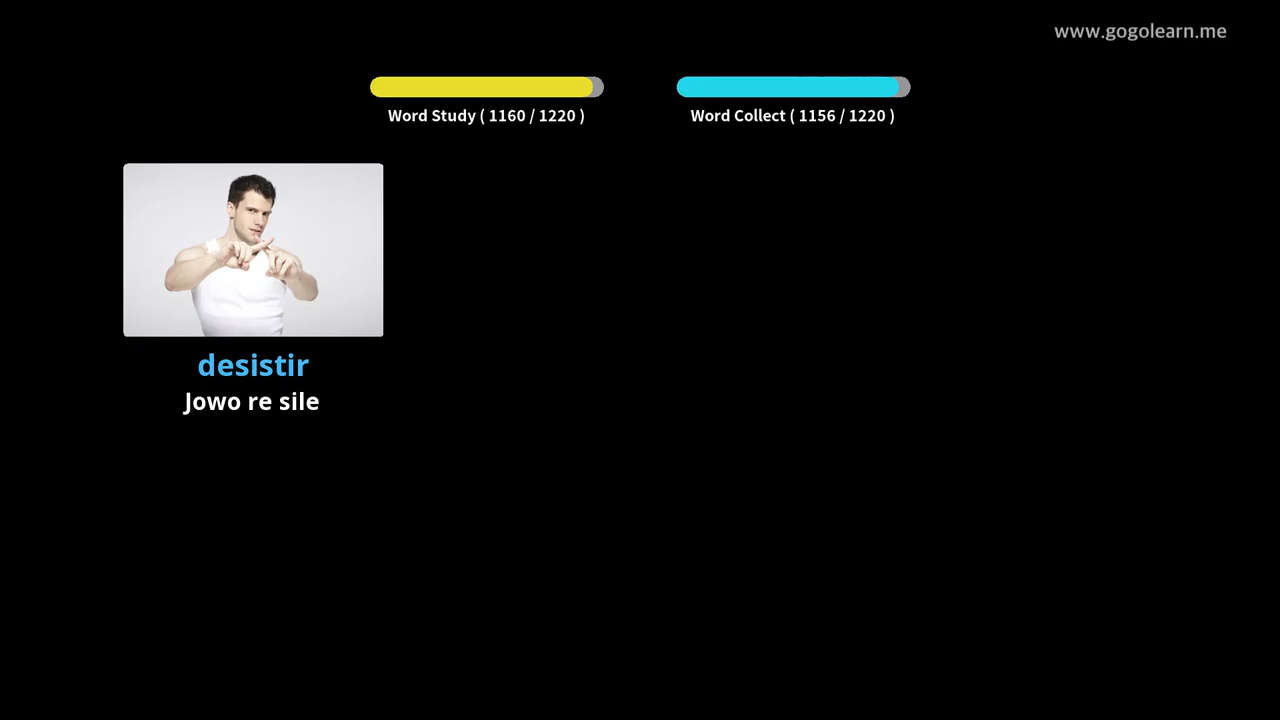 www.gogolearn.me
Word Study ( 1160 / 1220 )
Word Collect ( 1156 / 1220 )
desistir
Jowo re sile